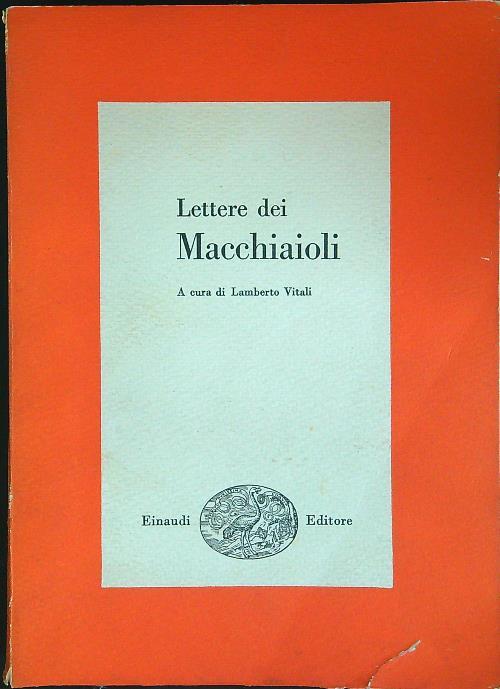 Lettere dei
Macchiaioli
A cura di Lamberto Vitali
Einaudi Editore